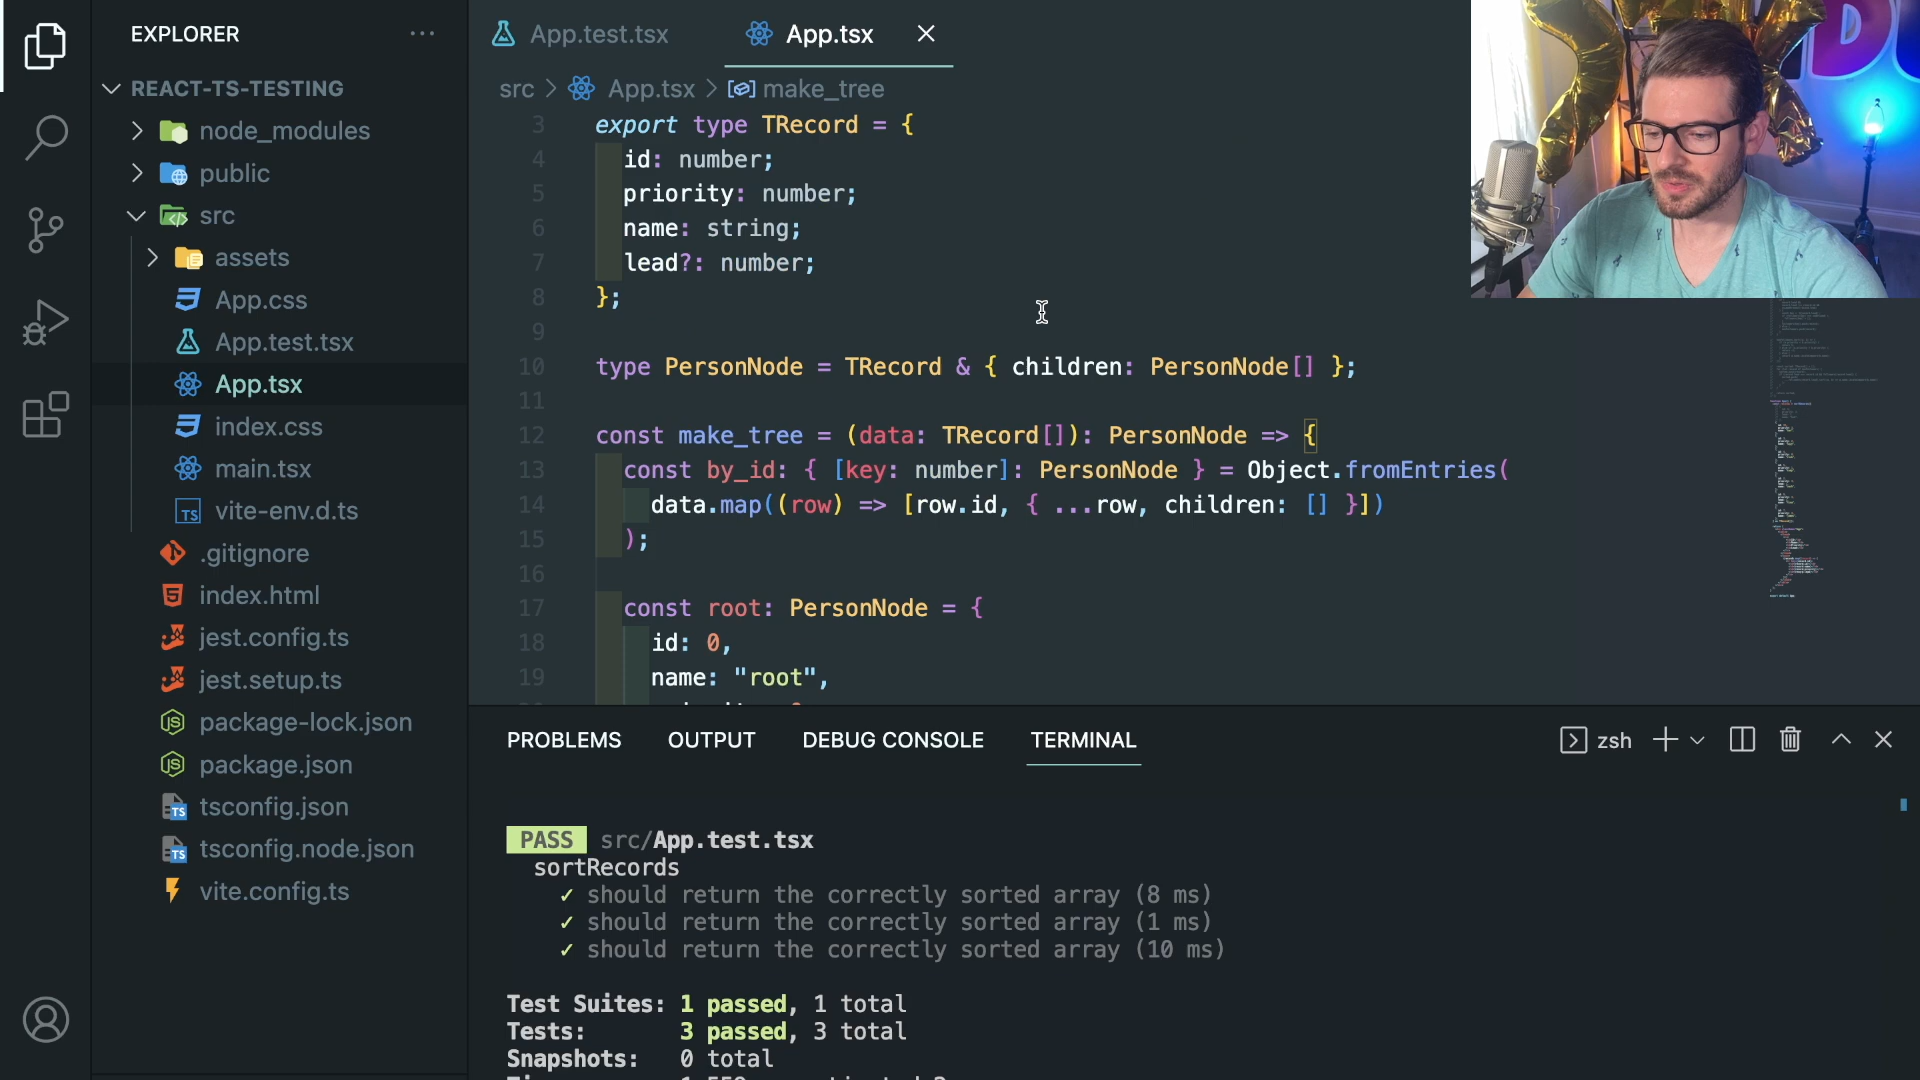 EXPLORER
REACT-TS-TESTING
node_modules
public
src
assets
App.css
App.test.tsx
App.tsx
index.css
main.tsx
vite-env.d.ts
.gitignore
index.html
jest.config.ts
jest.setup.ts
package-lock.json
package.json
tsconfig.json
tsconfig.node.json
vite.config.ts
App.test.tsx
App.tsx
src > App.tsx > make_tree
3 export type TRecord = {
4 id: number;
5 priority: number;
6 name: string;
7 lead?: number;
8 };
9
10 type PersonNode = TRecord & { children: PersonNode[] };
11
12 const make_tree = (data: TRecord[]): PersonNode => {
13 const by_id: { [key: number]: PersonNode } = Object.fromEntries(
14 data.map((row) => [row.id, { ...row, children: [] }])
15 );
16
17 const root: PersonNode = {
18 id: 0,
19 name: "root",
PROBLEMS OUTPUT DEBUG CONSOLE TERMINAL
zsh
PASS src/App.test.tsx
sortRecords
✓ should return the correctly sorted array (8 ms)
✓ should return the correctly sorted array (1 ms)
✓ should return the correctly sorted array (10 ms)
Test Suites: 1 passed, 1 total
Tests: 3 passed, 3 total
Snapshots: 0 total